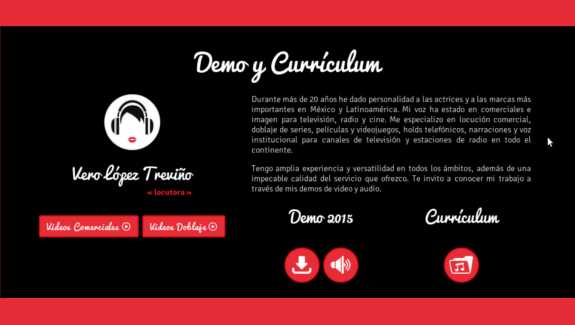 Demo y Currículum
Durante más de 20 años he dado personalidad a las actrices y a las marcas más
importantes en México y Latinoamérica. Mi voz ha estado en comerciales e
imagen para televisión, radio y cine. Me especializo en locución comercial,
doblaje de series, películas y videojuegos, holds telefónicos, narraciones y voz
institucional para canales de televisión y estaciones de radio en todo el
continente.
Tengo amplia experiencia y versatilidad en todos los ámbitos, además de una
impecable calidad del servicio que ofrezco. Te invito a conocer mi trabajo a
través de mis demos de video y audio.
Vero López Treviño
« locutora »
Videos Comerciales
Videos Doblaje
Demo 2015
Currículum